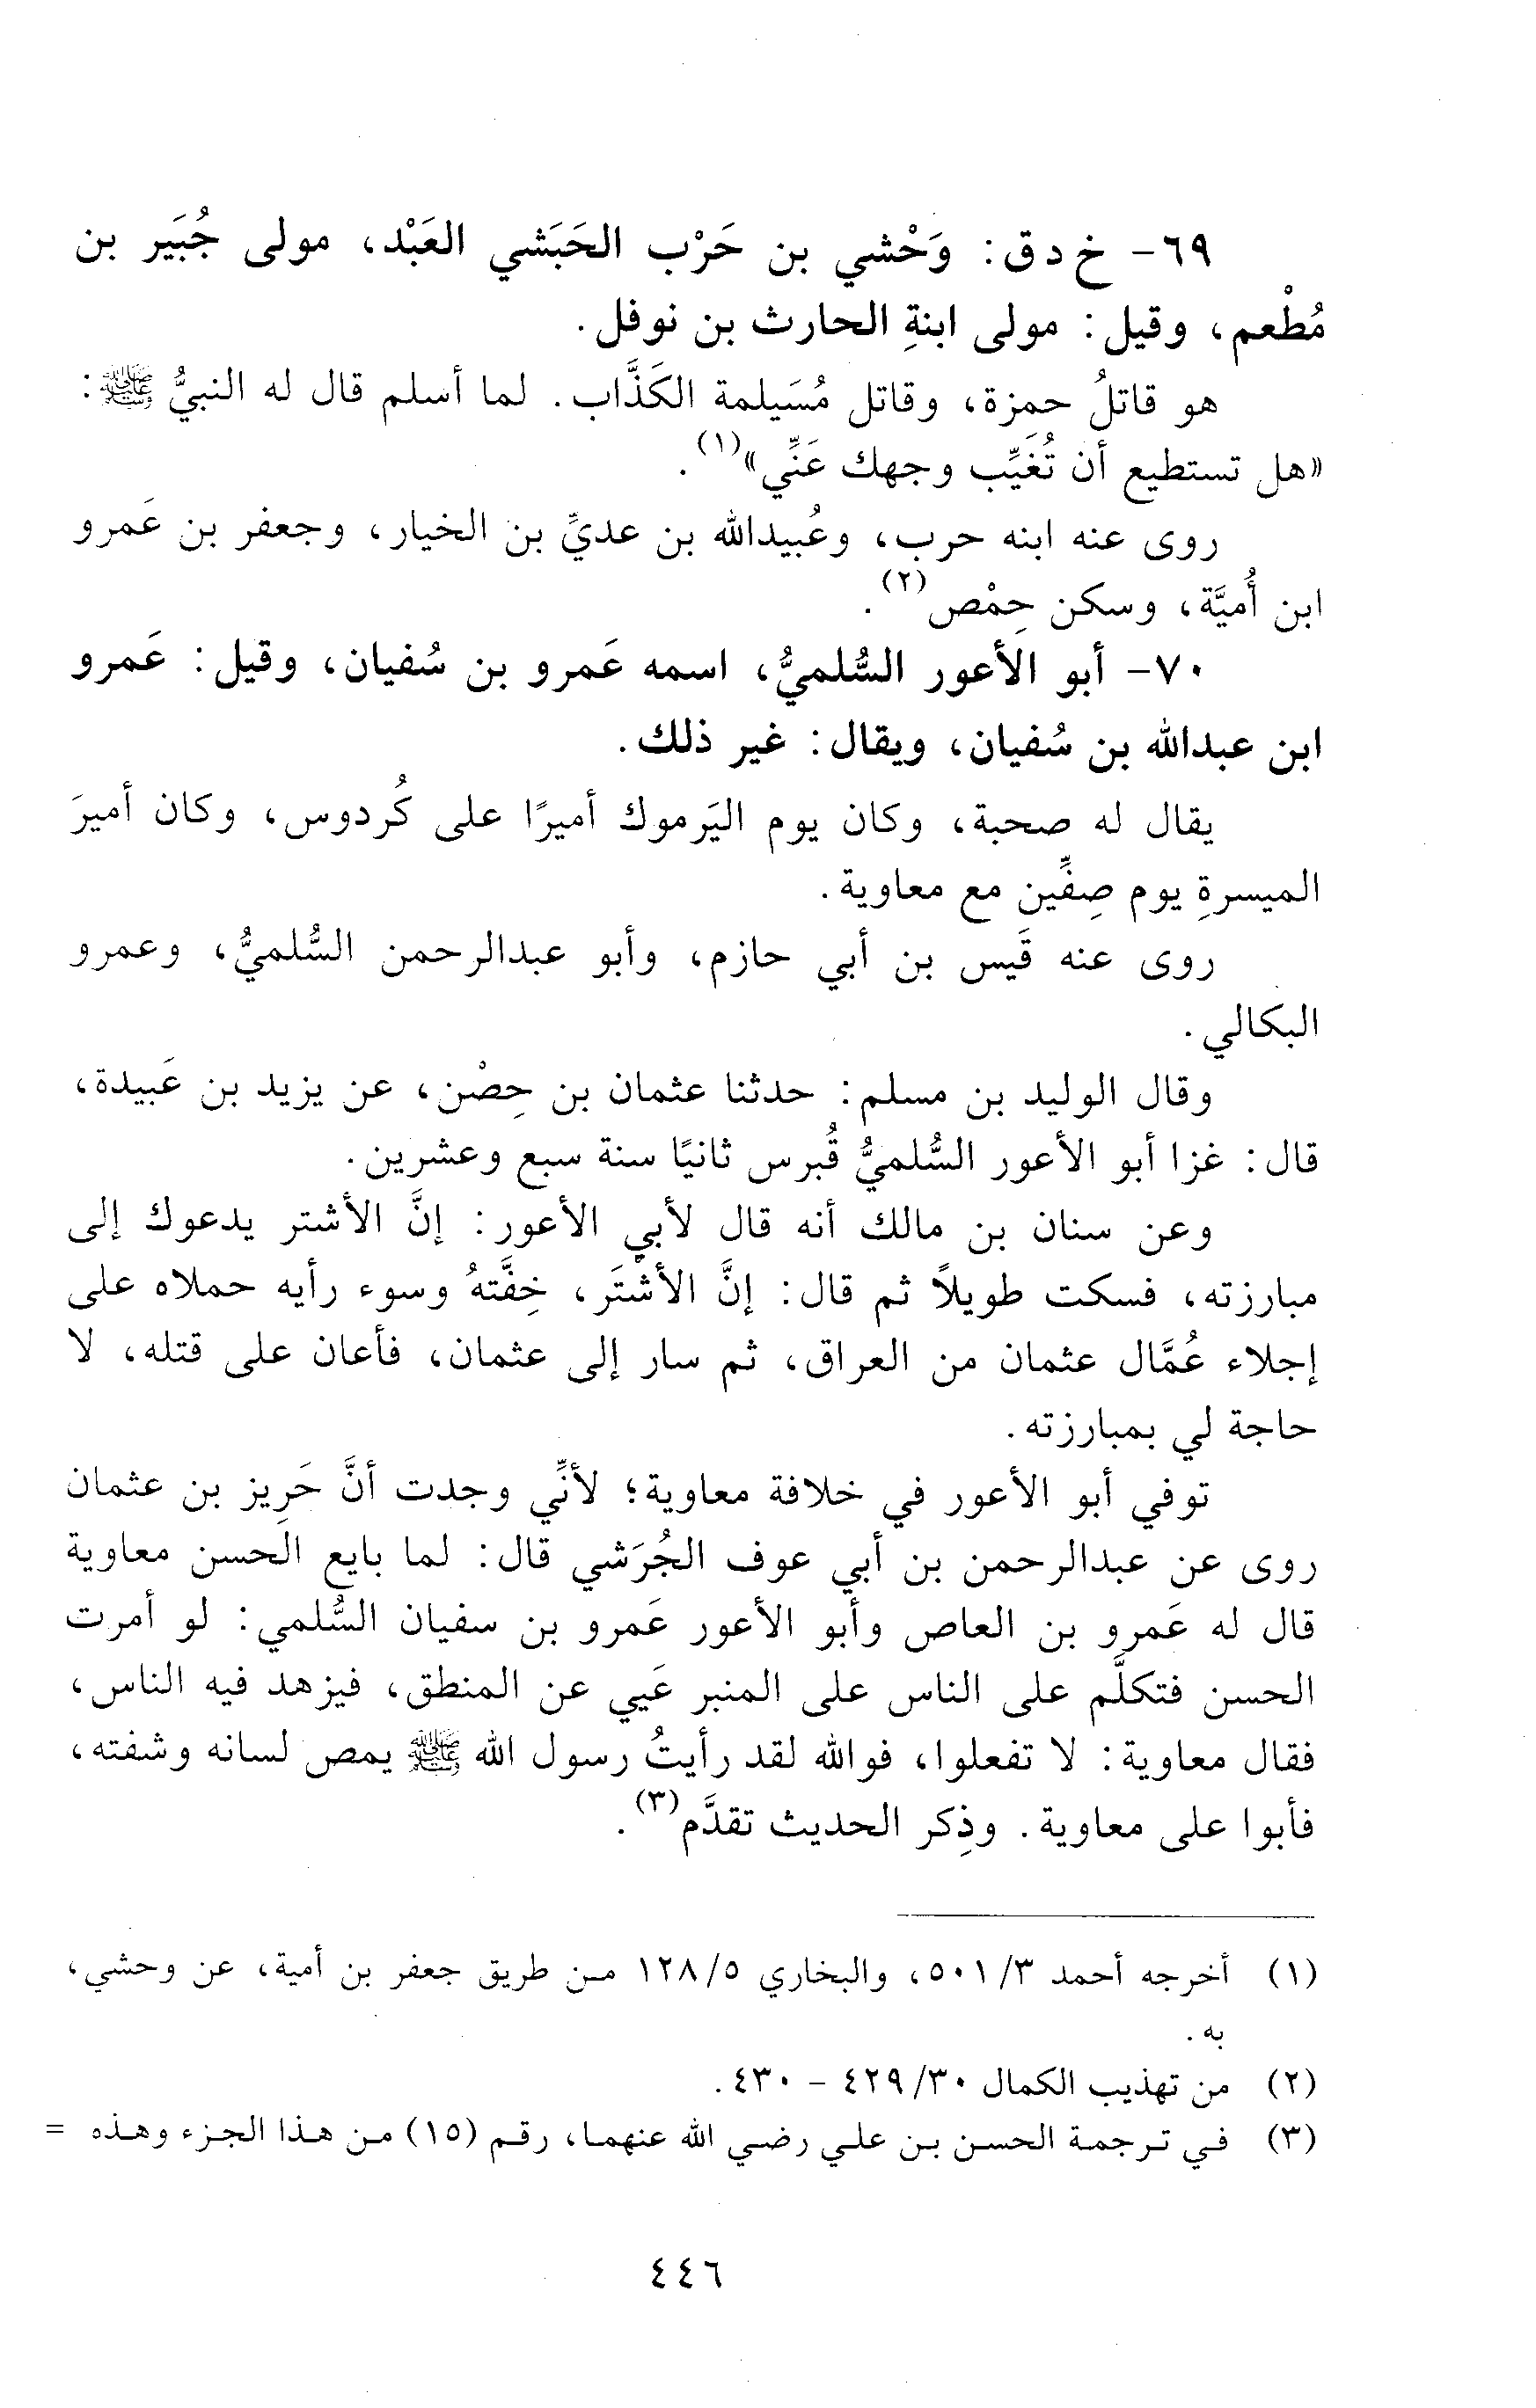 ٦٩- خ د ق: وَحْشي بن حَرْب الحَبَشي العَبْد، مولى جُبَير بن
مُطْعم، وقيل: مولى ابنةِ الحارث بن نوفل.
هو قاتلُ حمزة، وقاتل مُسَيلمة الكَذَّاب. لما أسلم قال له النبيُّ ﷺ:
«هل تستطيع أن تُغَيِّب وجهك عَنِّي»(١).
روى عنه ابنه حرب، وعُبيدالله بن عديِّ بن الخيار، وجعفر بن عَمرو
ابن أُميَّة، وسكن حِمْص(٢).
٧٠- أبو الأعور السُّلميُّ، اسمه عَمرو بن سُفيان، وقيل: عَمرو
ابن عبدالله بن سُفيان، ويقال: غير ذلك.
يقال له صحبة، وكان يوم اليَرموك أميرًا على كُردوس، وكان أميرَ
الميسرةِ يوم صِفِّين مع معاوية.
روى عنه قَيس بن أبي حازم، وأبو عبدالرحمن السُّلميُّ، وعمرو
البكالي.
وقال الوليد بن مسلم: حدثنا عثمان بن حِصْن، عن يزيد بن عَبيدة،
قال: غزا أبو الأعور السُّلميُّ قُبرس ثانيًا سنة سبع وعشرين.
وعن سنان بن مالك أنه قال لأبي الأعور: إنَّ الأشتر يدعوك إلى
مبارزته، فسكت طويلاً ثم قال: إنَّ الأشْتَر، خِفَّتهُ وسوء رأيه حملاه على
إجلاء عُمَّال عثمان من العراق، ثم سار إلى عثمان، فأعان على قتله، لا
حاجة لي بمبارزته.
توفي أبو الأعور في خلافة معاوية؛ لأنِّي وجدت أنَّ حَرِيز بن عثمان
روى عن عبدالرحمن بن أبي عوف الجُرَشي قال: لما بايع الحسن معاوية
قال له عَمرو بن العاص وأبو الأعور عَمرو بن سفيان السُّلمي: لو أمرت
الحسن فتكلَّم على الناس على المنبر عَيي عن المنطق، فيزهد فيه الناس،
فقال معاوية: لا تفعلوا، فوالله لقد رأيتُ رسول الله ﷺ يمص لسانه وشفته،
فأبوا على معاوية. وذِكر الحديث تقدَّم(٣).
(١) أخرجه أحمد ٣/ ٥٠١، والبخاري ٥/ ١٢٨ من طريق جعفر بن أمية، عن وحشي،
به.
(٢) من تهذيب الكمال ٣٠/ ٤٢٩ - ٤٣٠.
(٣) في ترجمة الحسن بن علي رضي الله عنهما، رقم (١٥) من هذا الجزء وهذه =
٤٤٦